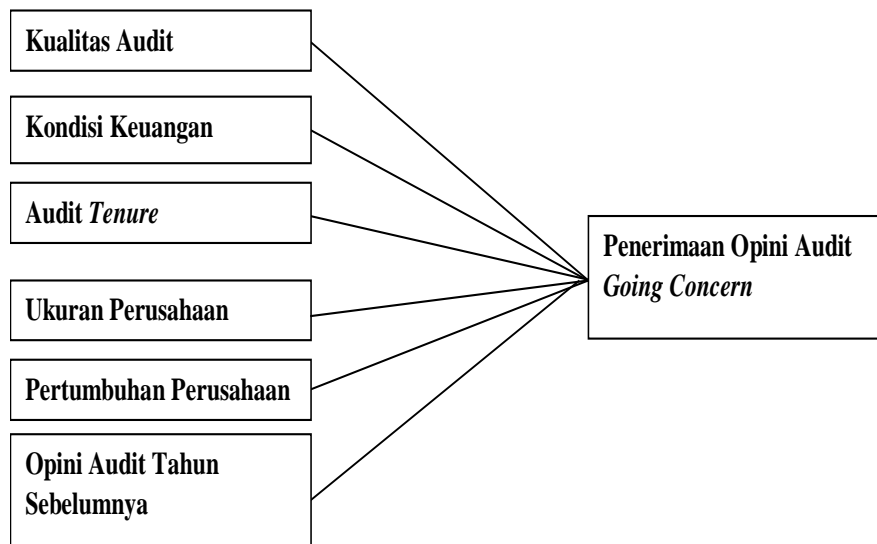 Kualitas Audit
Kondisi Keuangan
Audit Tenure
Ukuran Perusahaan
Pertumbuhan Perusahaan
Opini Audit Tahun
Sebelumnya
Penerimaan Opini Audit
Going Concern